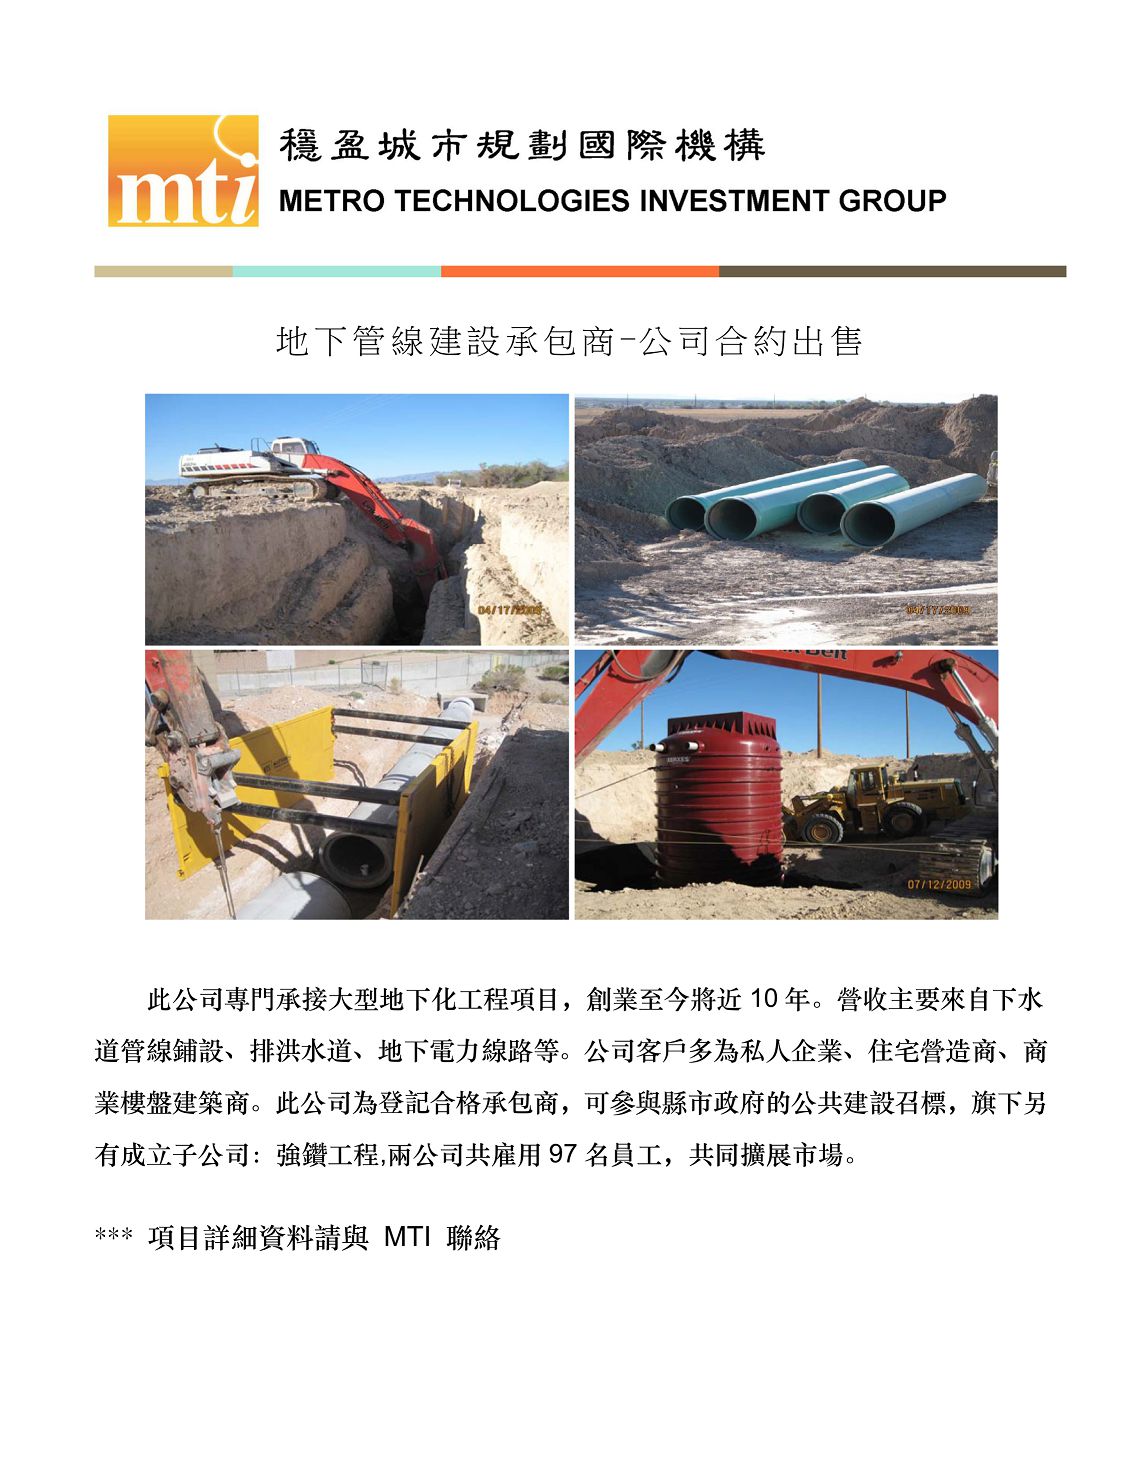 mti
穩盈城市規劃國際機構
METRO TECHNOLOGIES INVESTMENT GROUP
地下管線建設承包商-公司合約出售
04/17/2009
04/17/2009
Belt
XERXES
07/12/2009
此公司專門承接大型地下化工程項目，創業至今將近 10 年。營收主要來自下水
道管線鋪設、排洪水道、地下電力線路等。公司客戶多為私人企業、住宅營造商、商
業樓盤建築商。此公司為登記合格承包商，可參與縣市政府的公共建設召標，旗下另
有成立子公司：強鑽工程,兩公司共雇用 97 名員工，共同擴展市場。
*** 項目詳細資料請與 MTI 聯絡